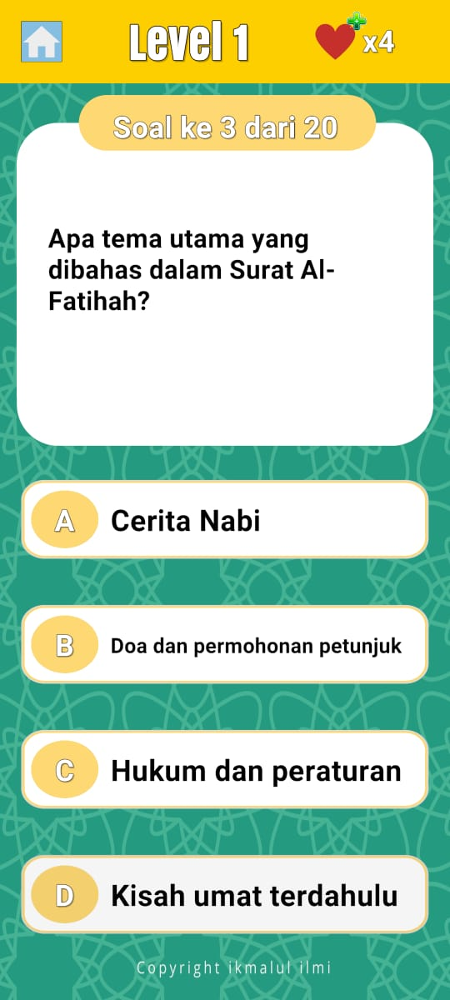 Level 1
x4
Soal ke 3 dari 20
Apa tema utama yang
dibahas dalam Surat Al-
Fatihah?
A Cerita Nabi
B Doa dan permohonan petunjuk
C Hukum dan peraturan
D Kisah umat terdahulu
Copyright ikmalul ilmi